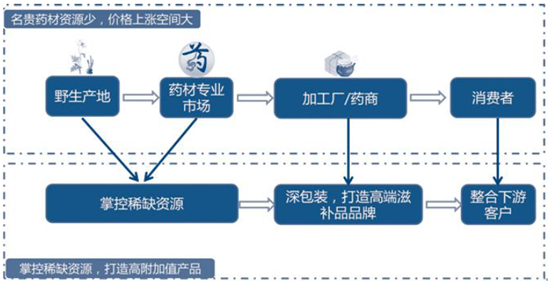 名贵药材资源少，价格上涨空间大
药
野生产地
药材专业
市场
加工厂/药商
消费者
掌控稀缺资源
深包装，打造高端滋
补品品牌
整合下游
客户
掌控稀缺资源，打造高附加值产品